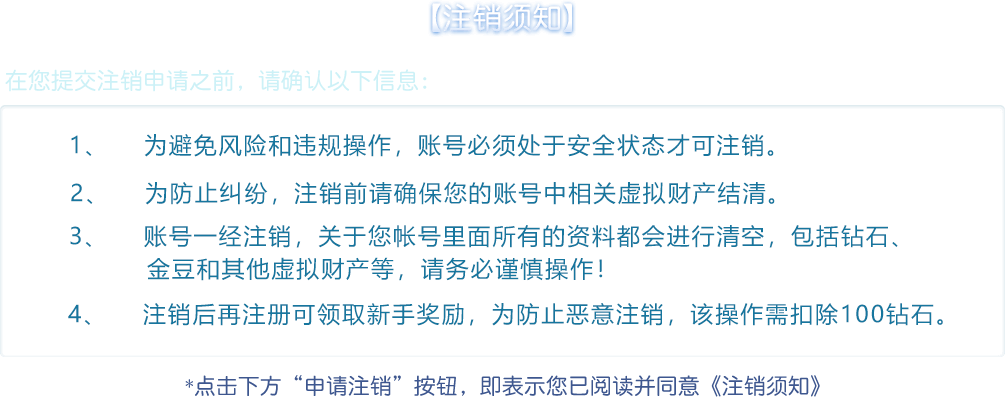 【注销须知】
在您提交注销申请之前，请确认以下信息：
1、 为避免风险和违规操作，账号必须处于安全状态才可注销。
2、 为防止纠纷，注销前请确保您的账号中相关虚拟财产结清。
3、 账号一经注销，关于您帐号里面所有的资料都会进行清空，包括钻石、
金豆和其他虚拟财产等，请务必谨慎操作！
4、 注销后再注册可领取新手奖励，为防止恶意注销，该操作需扣除100钻石。
*点击下方“申请注销”按钮，即表示您已阅读并同意《注销须知》